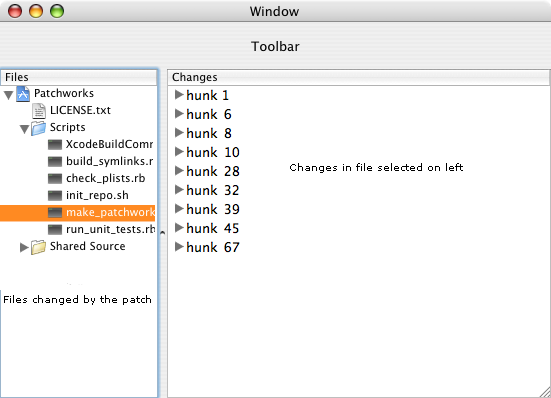 Window
Toolbar
Files
Patchworks
LICENSE.txt
Scripts
XcodeBuildComm
build_symlinks.r
check_plists.rb
init_repo.sh
make_patchwork
run_unit_tests.rb
Shared Source
Files changed by the patch
Changes
hunk 1
hunk 6
hunk 8
hunk 10
hunk 28
hunk 32
hunk 39
hunk 45
hunk 67
Changes in file selected on left